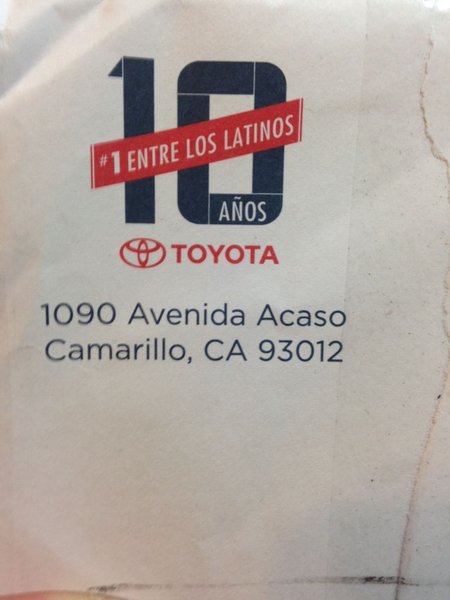 10
#1 ENTRE LOS LATINOS
AÑOS
TOYOTA
1090 Avenida Acaso
Camarillo, CA 93012